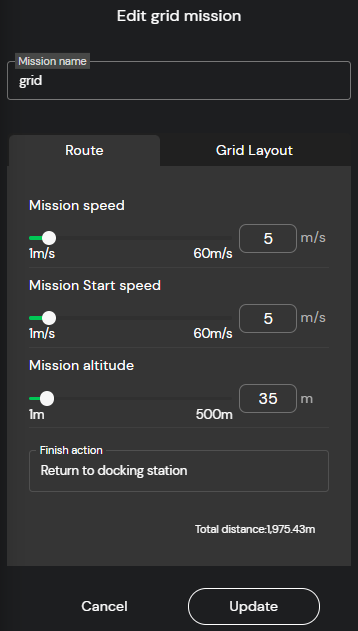 Edit grid mission
Mission name
grid
Route Grid Layout
Mission speed
5 m/s
1m/s 60m/s
Mission Start speed
5 m/s
1m/s 60m/s
Mission altitude
35 m
1m 500m
Finish action
Return to docking station
Total distance:1,975.43m
Cancel Update